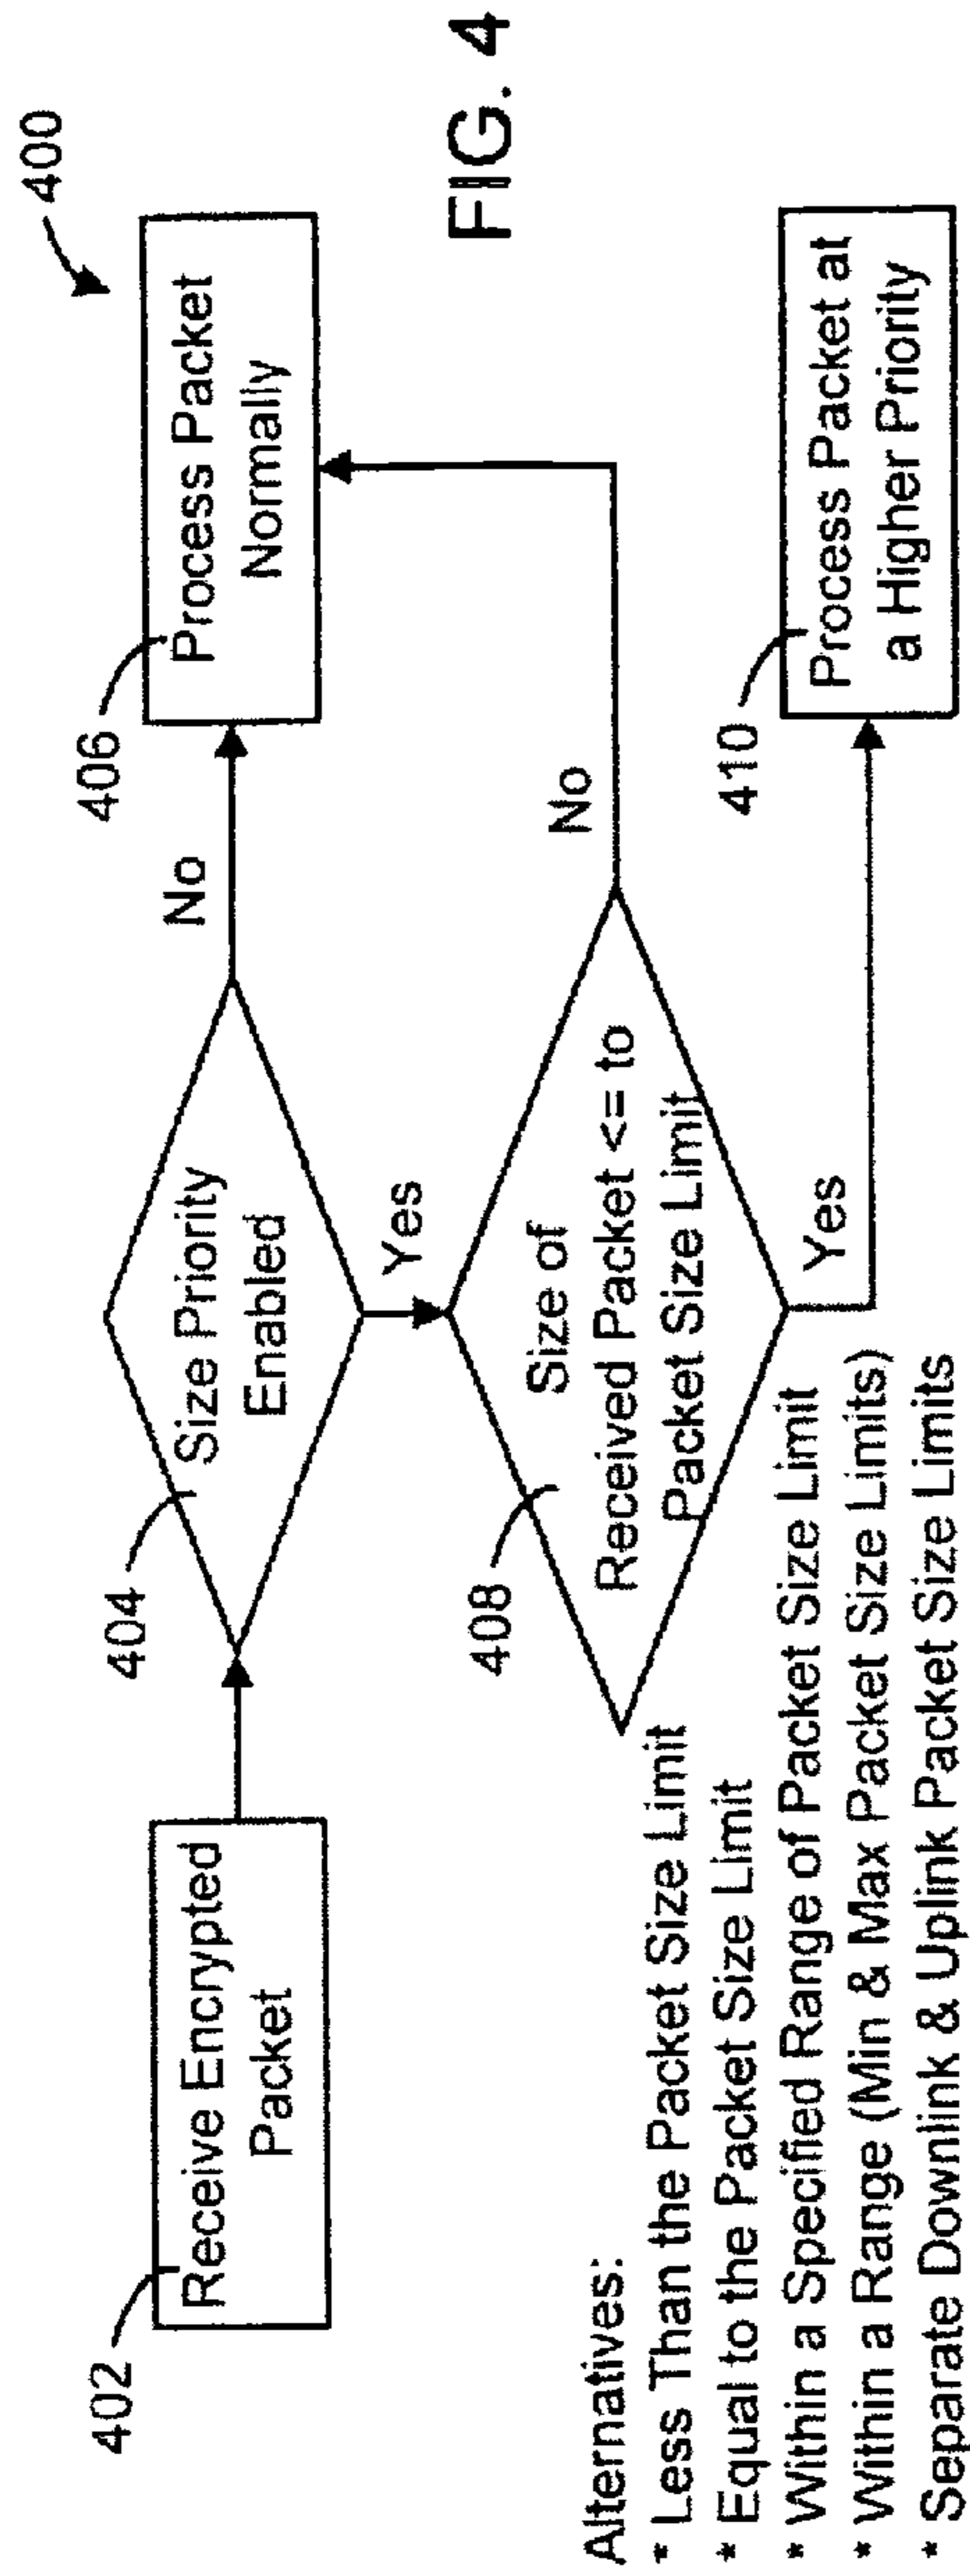 400
402
Receive Encrypted
Packet
404
Size Priority
Enabled
No
406
Process Packet
Normally
Yes
408
Size of
Received Packet <= to
Packet Size Limit
No
Yes
410
Process Packet at
a Higher Priority
Alternatives:
* Less Than the Packet Size Limit
* Equal to the Packet Size Limit
* Within a Specified Range of Packet Size Limit
* Within a Range (Min & Max Packet Size Limits)
* Separate Downlink & Uplink Packet Size Limits
FIG. 4